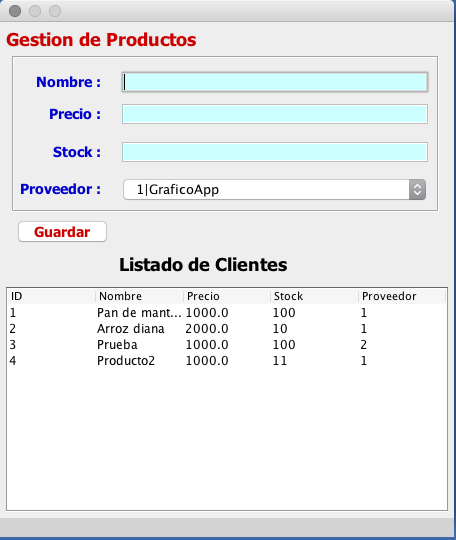 Gestion de Productos
Nombre :
Precio :
Stock :
Proveedor : 1|GraficoApp
Guardar
Listado de Clientes
ID Nombre Precio Stock Proveedor
1 Pan de mant... 1000.0 100 1
2 Arroz diana 2000.0 10 1
3 Prueba 1000.0 100 2
4 Producto2 1000.0 11 1